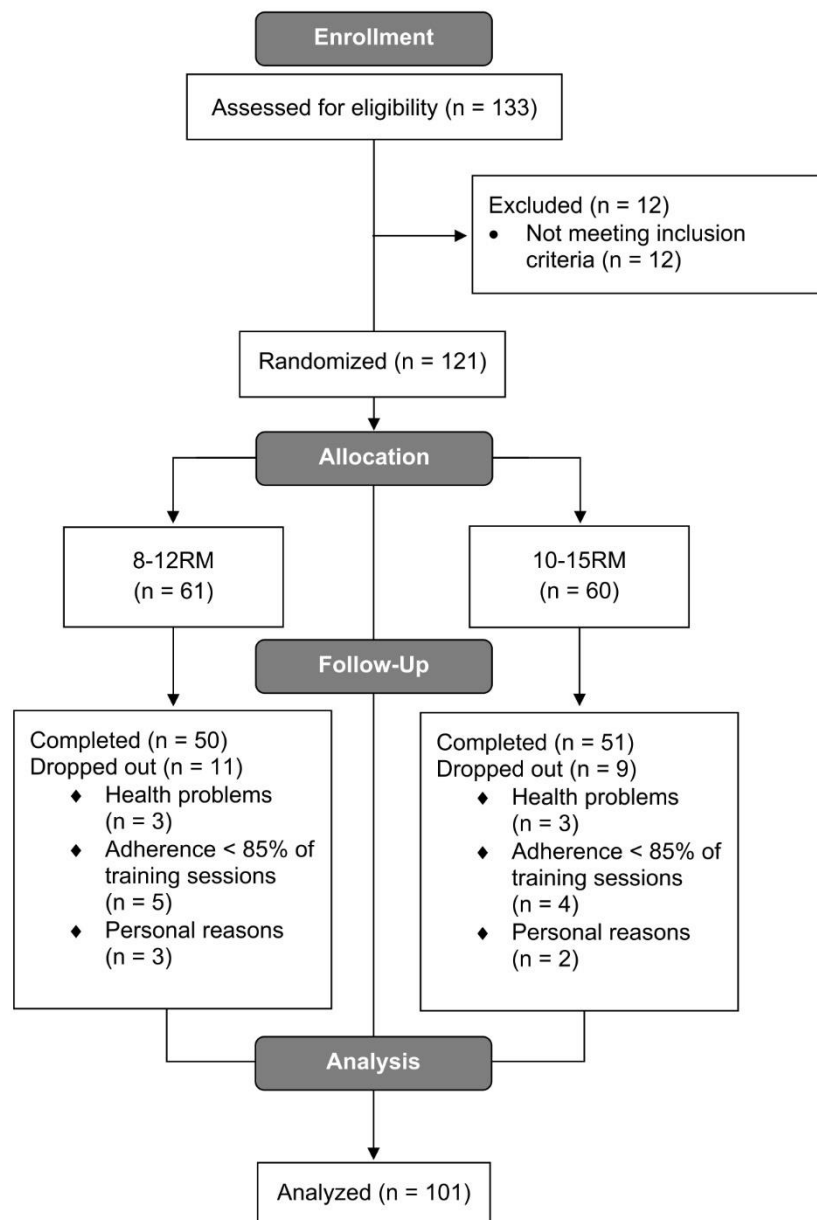 Enrollment
Assessed for eligibility (n = 133)
Excluded (n = 12)
• Not meeting inclusion
criteria (n = 12)
Randomized (n = 121)
Allocation
8-12RM
(n = 61)
10-15RM
(n = 60)
Follow-Up
Completed (n = 50)
Dropped out (n = 11)
♦ Health problems
(n = 3)
♦ Adherence < 85% of
training sessions
(n = 5)
♦ Personal reasons
(n = 3)
Completed (n = 51)
Dropped out (n = 9)
♦ Health problems
(n = 3)
♦ Adherence < 85% of
training sessions
(n = 4)
♦ Personal reasons
(n = 2)
Analysis
Analyzed (n = 101)